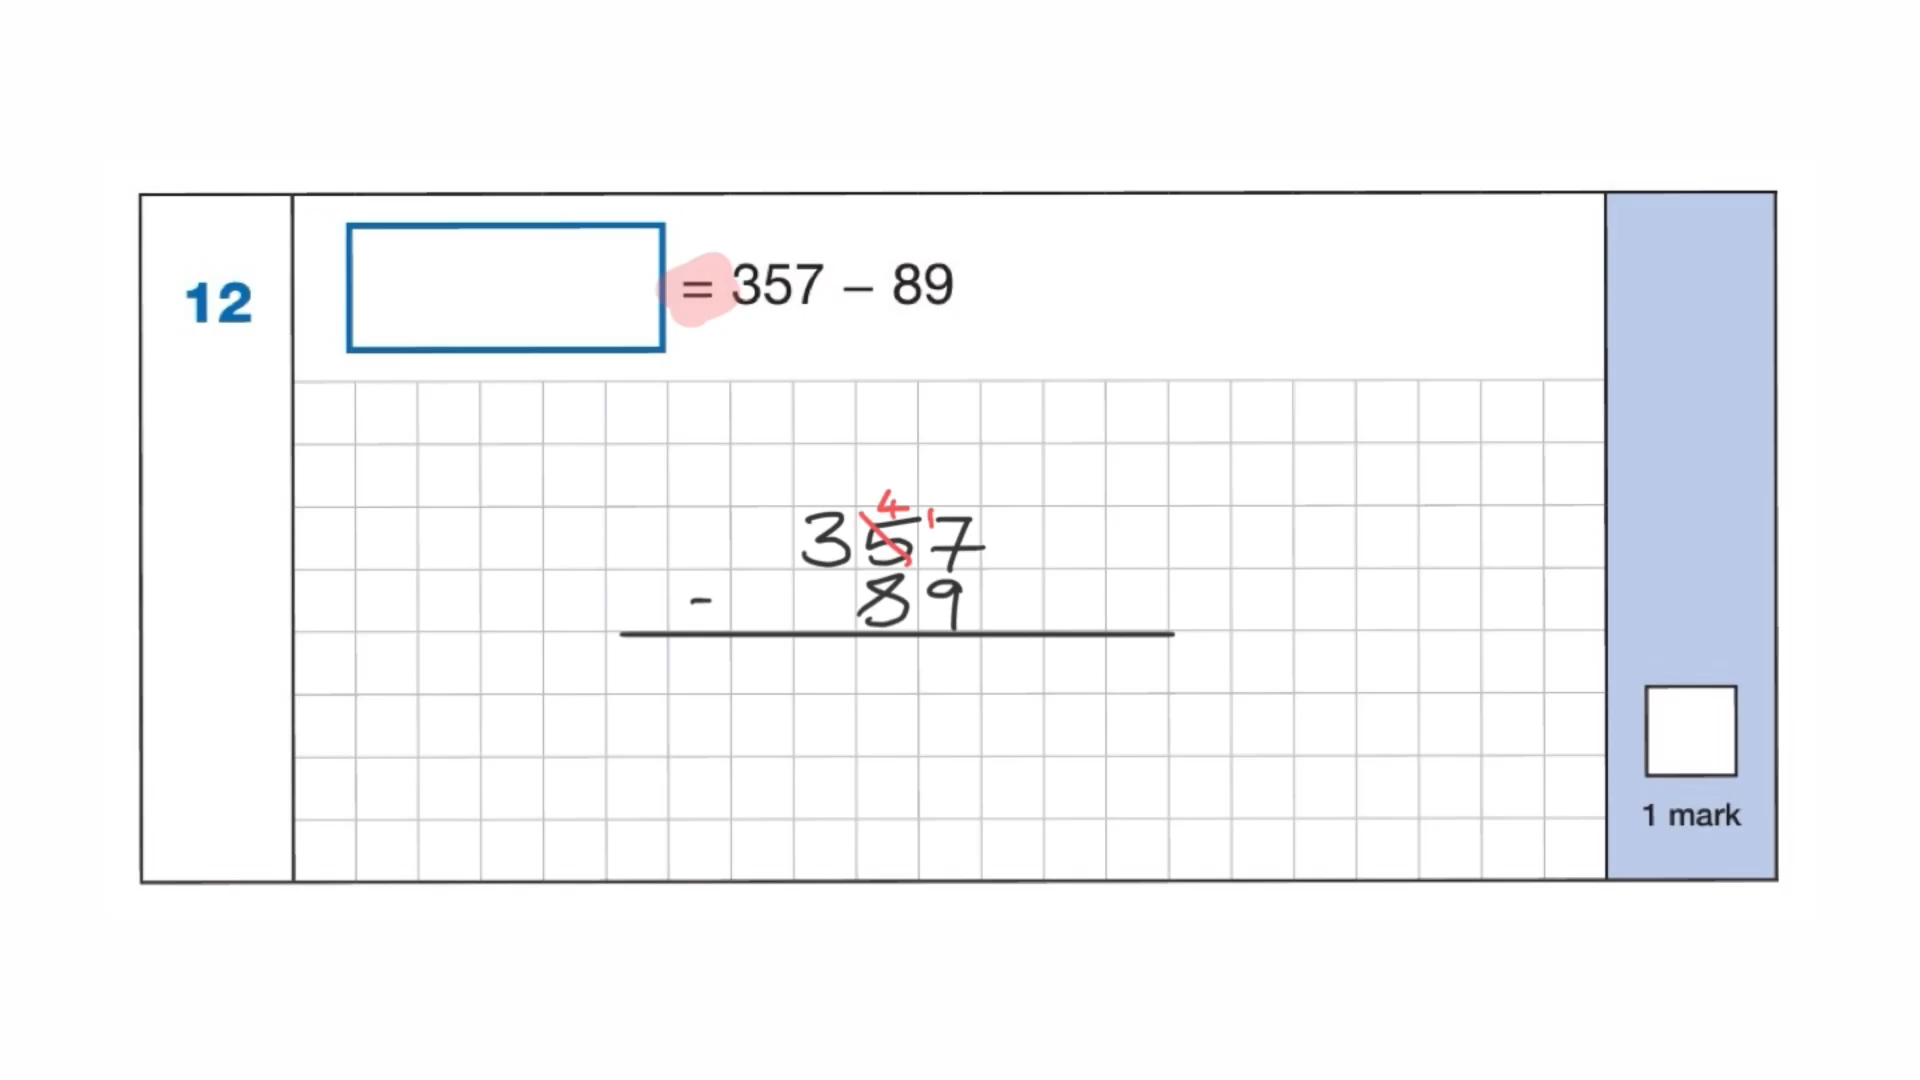 12
= 357 – 89
4 1
357
- 89
1 mark